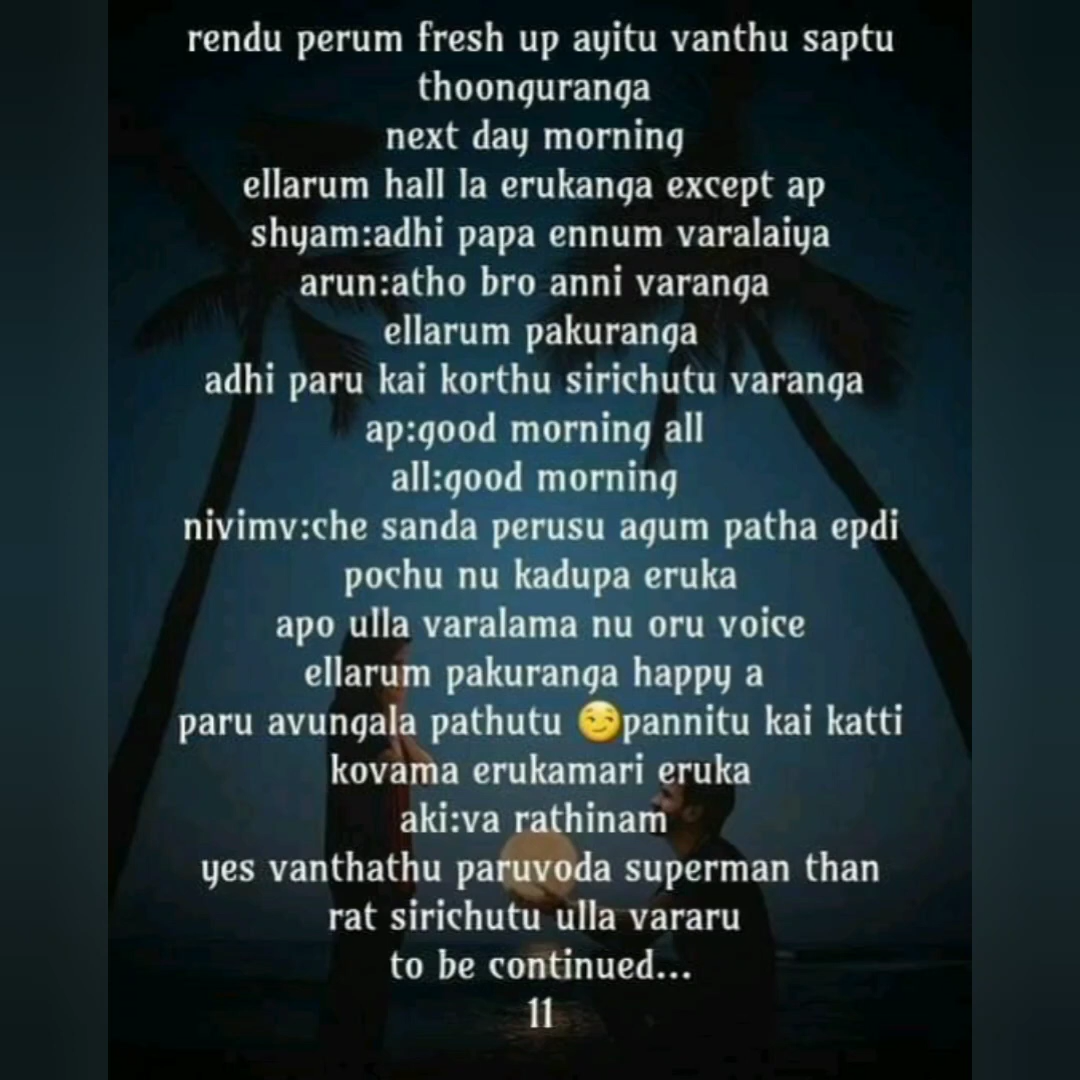 rendu perum fresh up ayitu vanthu saptu
thoonguranga
next day morning
ellarum hall la erukanga except ap
shyam:adhi papa ennum varalaiya
arun:atho bro anni varanga
ellarum pakuranga
adhi paru kai korthu sirichutu varanga
ap:good morning all
all:good morning
nivimv:che sanda perusu agum patha epdi
pochu nu kadupa eruka
apo ulla varalama nu oru voice
ellarum pakuranga happy a
paru avungala pathutu 😏pannitu kai katti
kovama erukamari eruka
aki:va rathinam
yes vanthathu paruvoda superman than
rat sirichutu ulla vararu
to be continued...
11